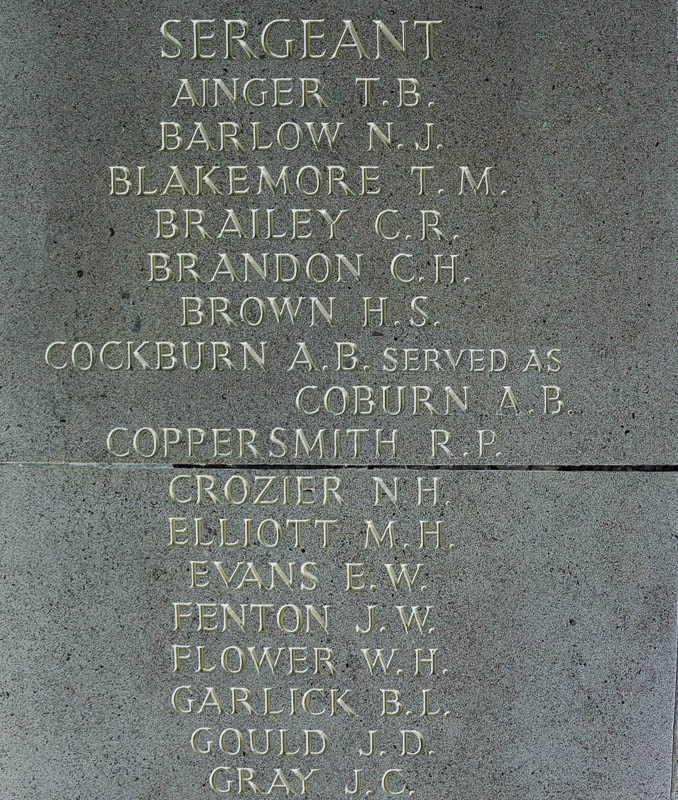 SERGEANT
AINGER T.B.
BARLOW N.J.
BLAKEMORE T.M.
BRAILEY C.R.
BRANDON C.H.
BROWN H.S.
COCKBURN A.B. SERVED AS
COBURN A.B.
COPPERSMITH R.P.
CROZIER N.H.
ELLIOTT M.H.
EVANS E.W.
FENTON J.W.
FLOWER W.H.
GARLICK B.L.
GOULD J.D.
GRAY J.C.